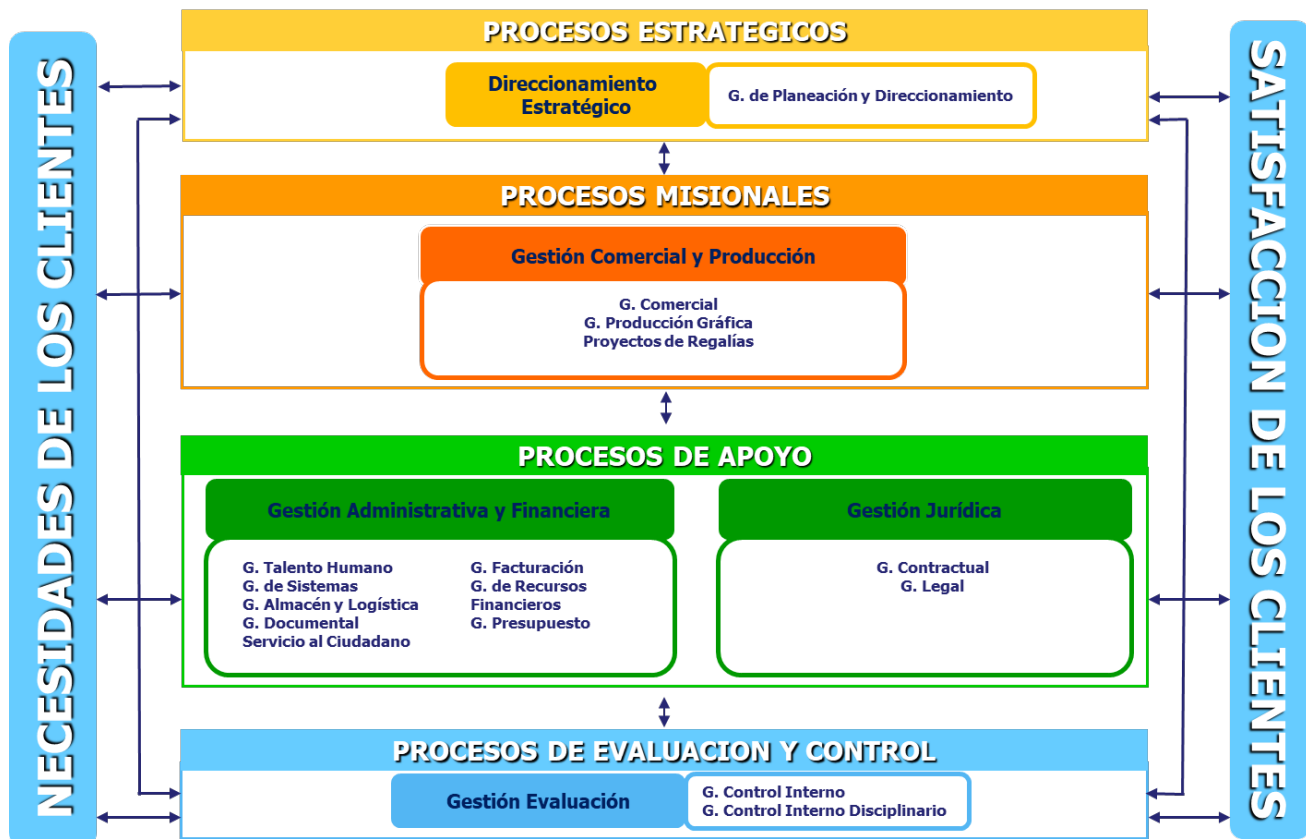 NECESIDADES DE LOS CLIENTES
PROCESOS ESTRATEGICOS
Direccionamiento
Estratégico
G. de Planeación y Direccionamiento
PROCESOS MISIONALES
Gestión Comercial y Producción
G. Comercial
G. Producción Gráfica
Proyectos de Regalías
PROCESOS DE APOYO
Gestión Administrativa y Financiera
G. Talento Humano
G. de Sistemas
G. Almacén y Logística
G. Documental
Servicio al Ciudadano
G. Facturación
G. de Recursos
Financieros
G. Presupuesto
Gestión Jurídica
G. Contractual
G. Legal
PROCESOS DE EVALUACION Y CONTROL
Gestión Evaluación
G. Control Interno
G. Control Interno Disciplinario
SATISFACCION DE LOS CLIENTES